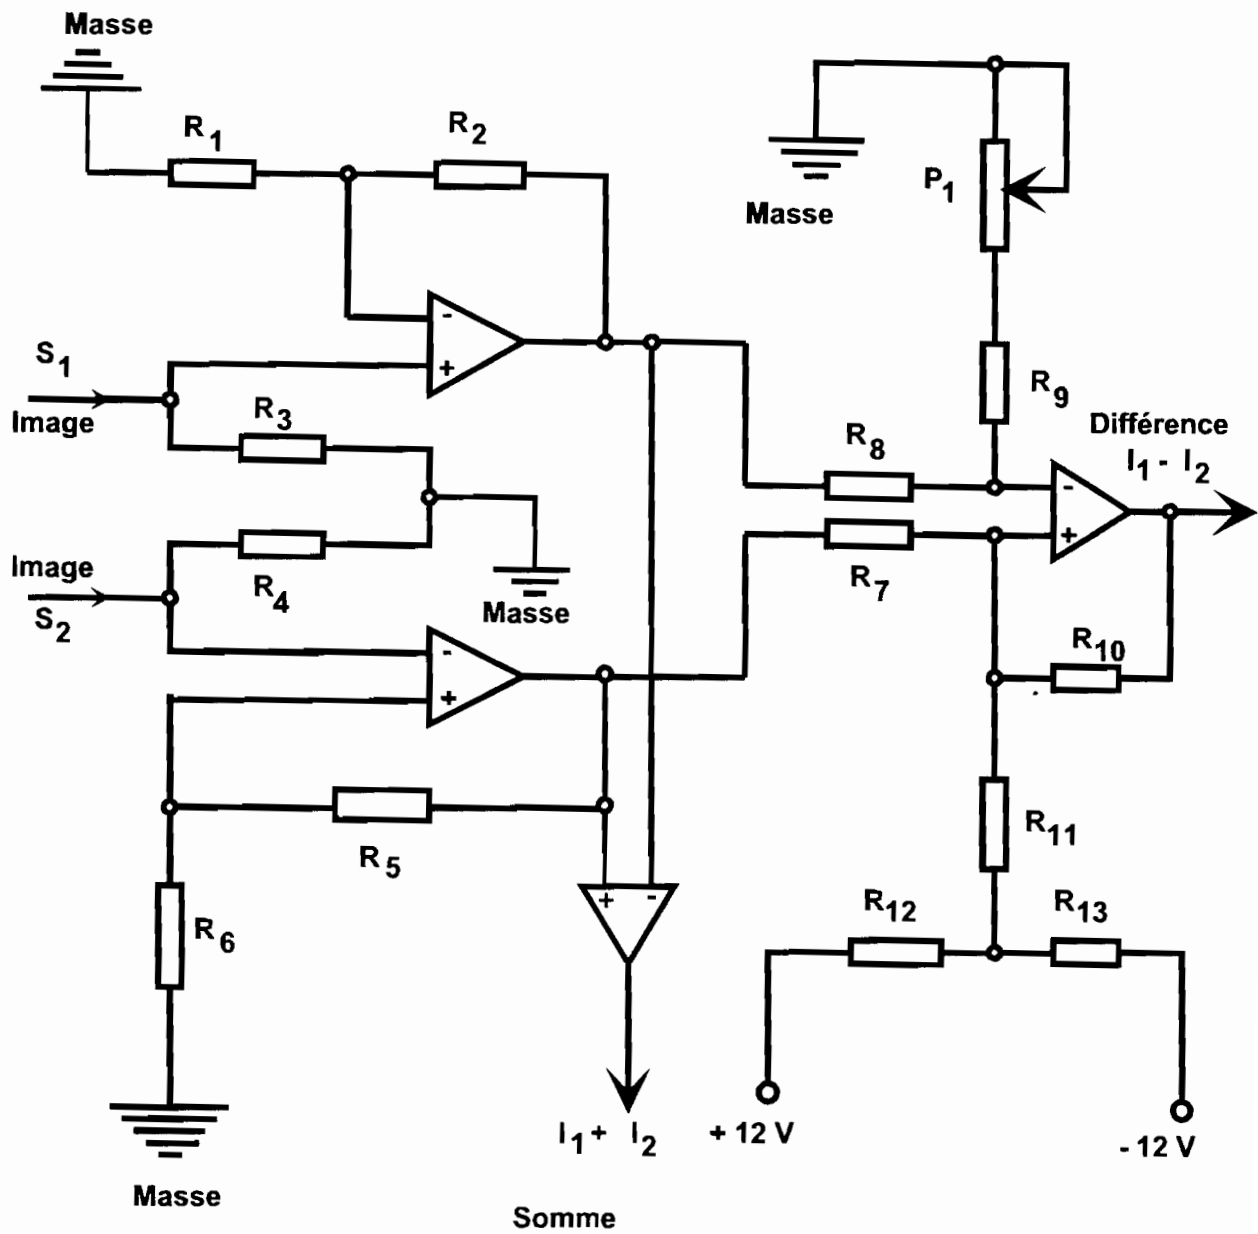 Masse
R1
R2
P1
Masse
-
+
S1
Image
R3
R9
Différence
I1 - I2
R8
-
+
Image
S2
R4
Masse
R7
-
+
R10
R5
R11
+ -
R6
R12
R13
I1 + I2
+ 12 V
- 12 V
Masse
Somme